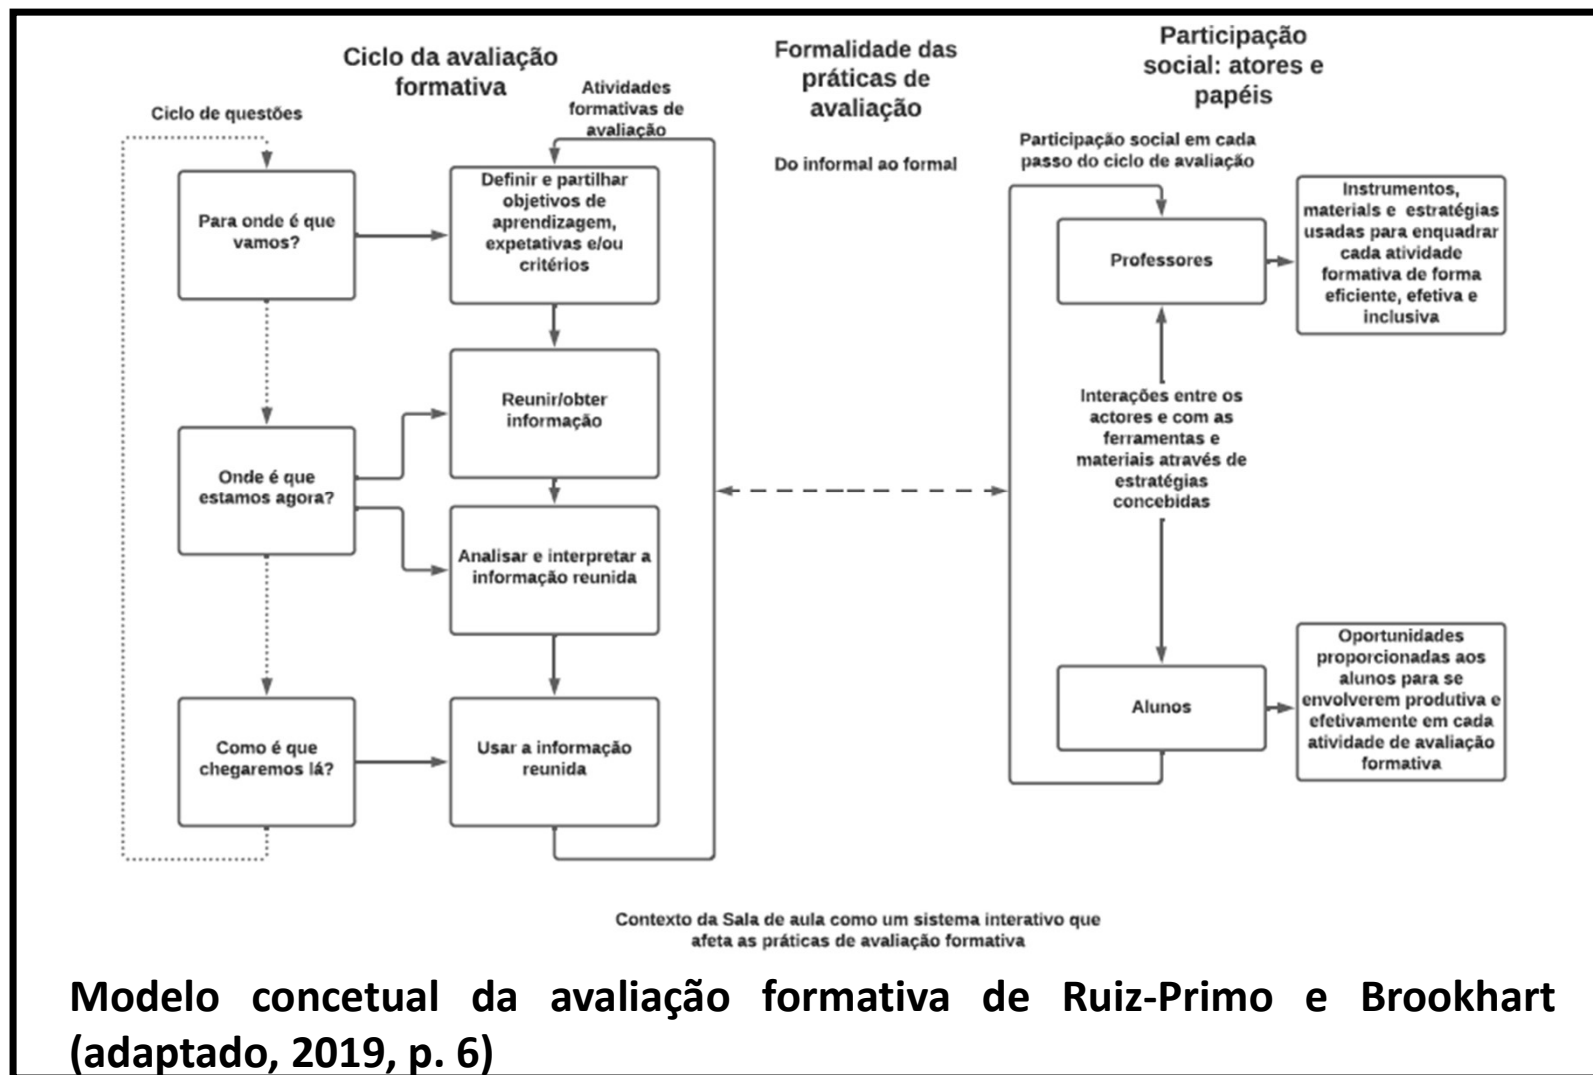 Ciclo da avaliação
formativa
Ciclo de questões
Atividades
formativas de
avaliação
Para onde é que
vamos?
Definir e partilhar
objetivos de
aprendizagem,
expetativas e/ou
critérios
Reunir/obter
informação
Onde é que
estamos agora?
Analisar e interpretar a
informação reunida
Como é que
chegaremos lá?
Usar a informação
reunida
Formalidade das
práticas de
avaliação
Do informal ao formal
Participação
social: atores e
papéis
Participação social em cada
passo do ciclo de avaliação
Professores
Instrumentos,
materials e estratégias
usadas para enquadrar
cada atividade
formativa de forma
eficiente, efetiva e
inclusiva
Interações entre os
actores e com as
ferramentas e
materiais através de
estratégias
concebidas
Alunos
Oportunidades
proporcionadas aos
alunos para se
envolverem produtiva e
efetivamente em cada
atividade de avaliação
formativa
Contexto da Sala de aula como um sistema interativo que
afeta as práticas de avaliação formativa
Modelo concetual da avaliação formativa de Ruiz-Primo e Brookhart
(adaptado, 2019, p. 6)